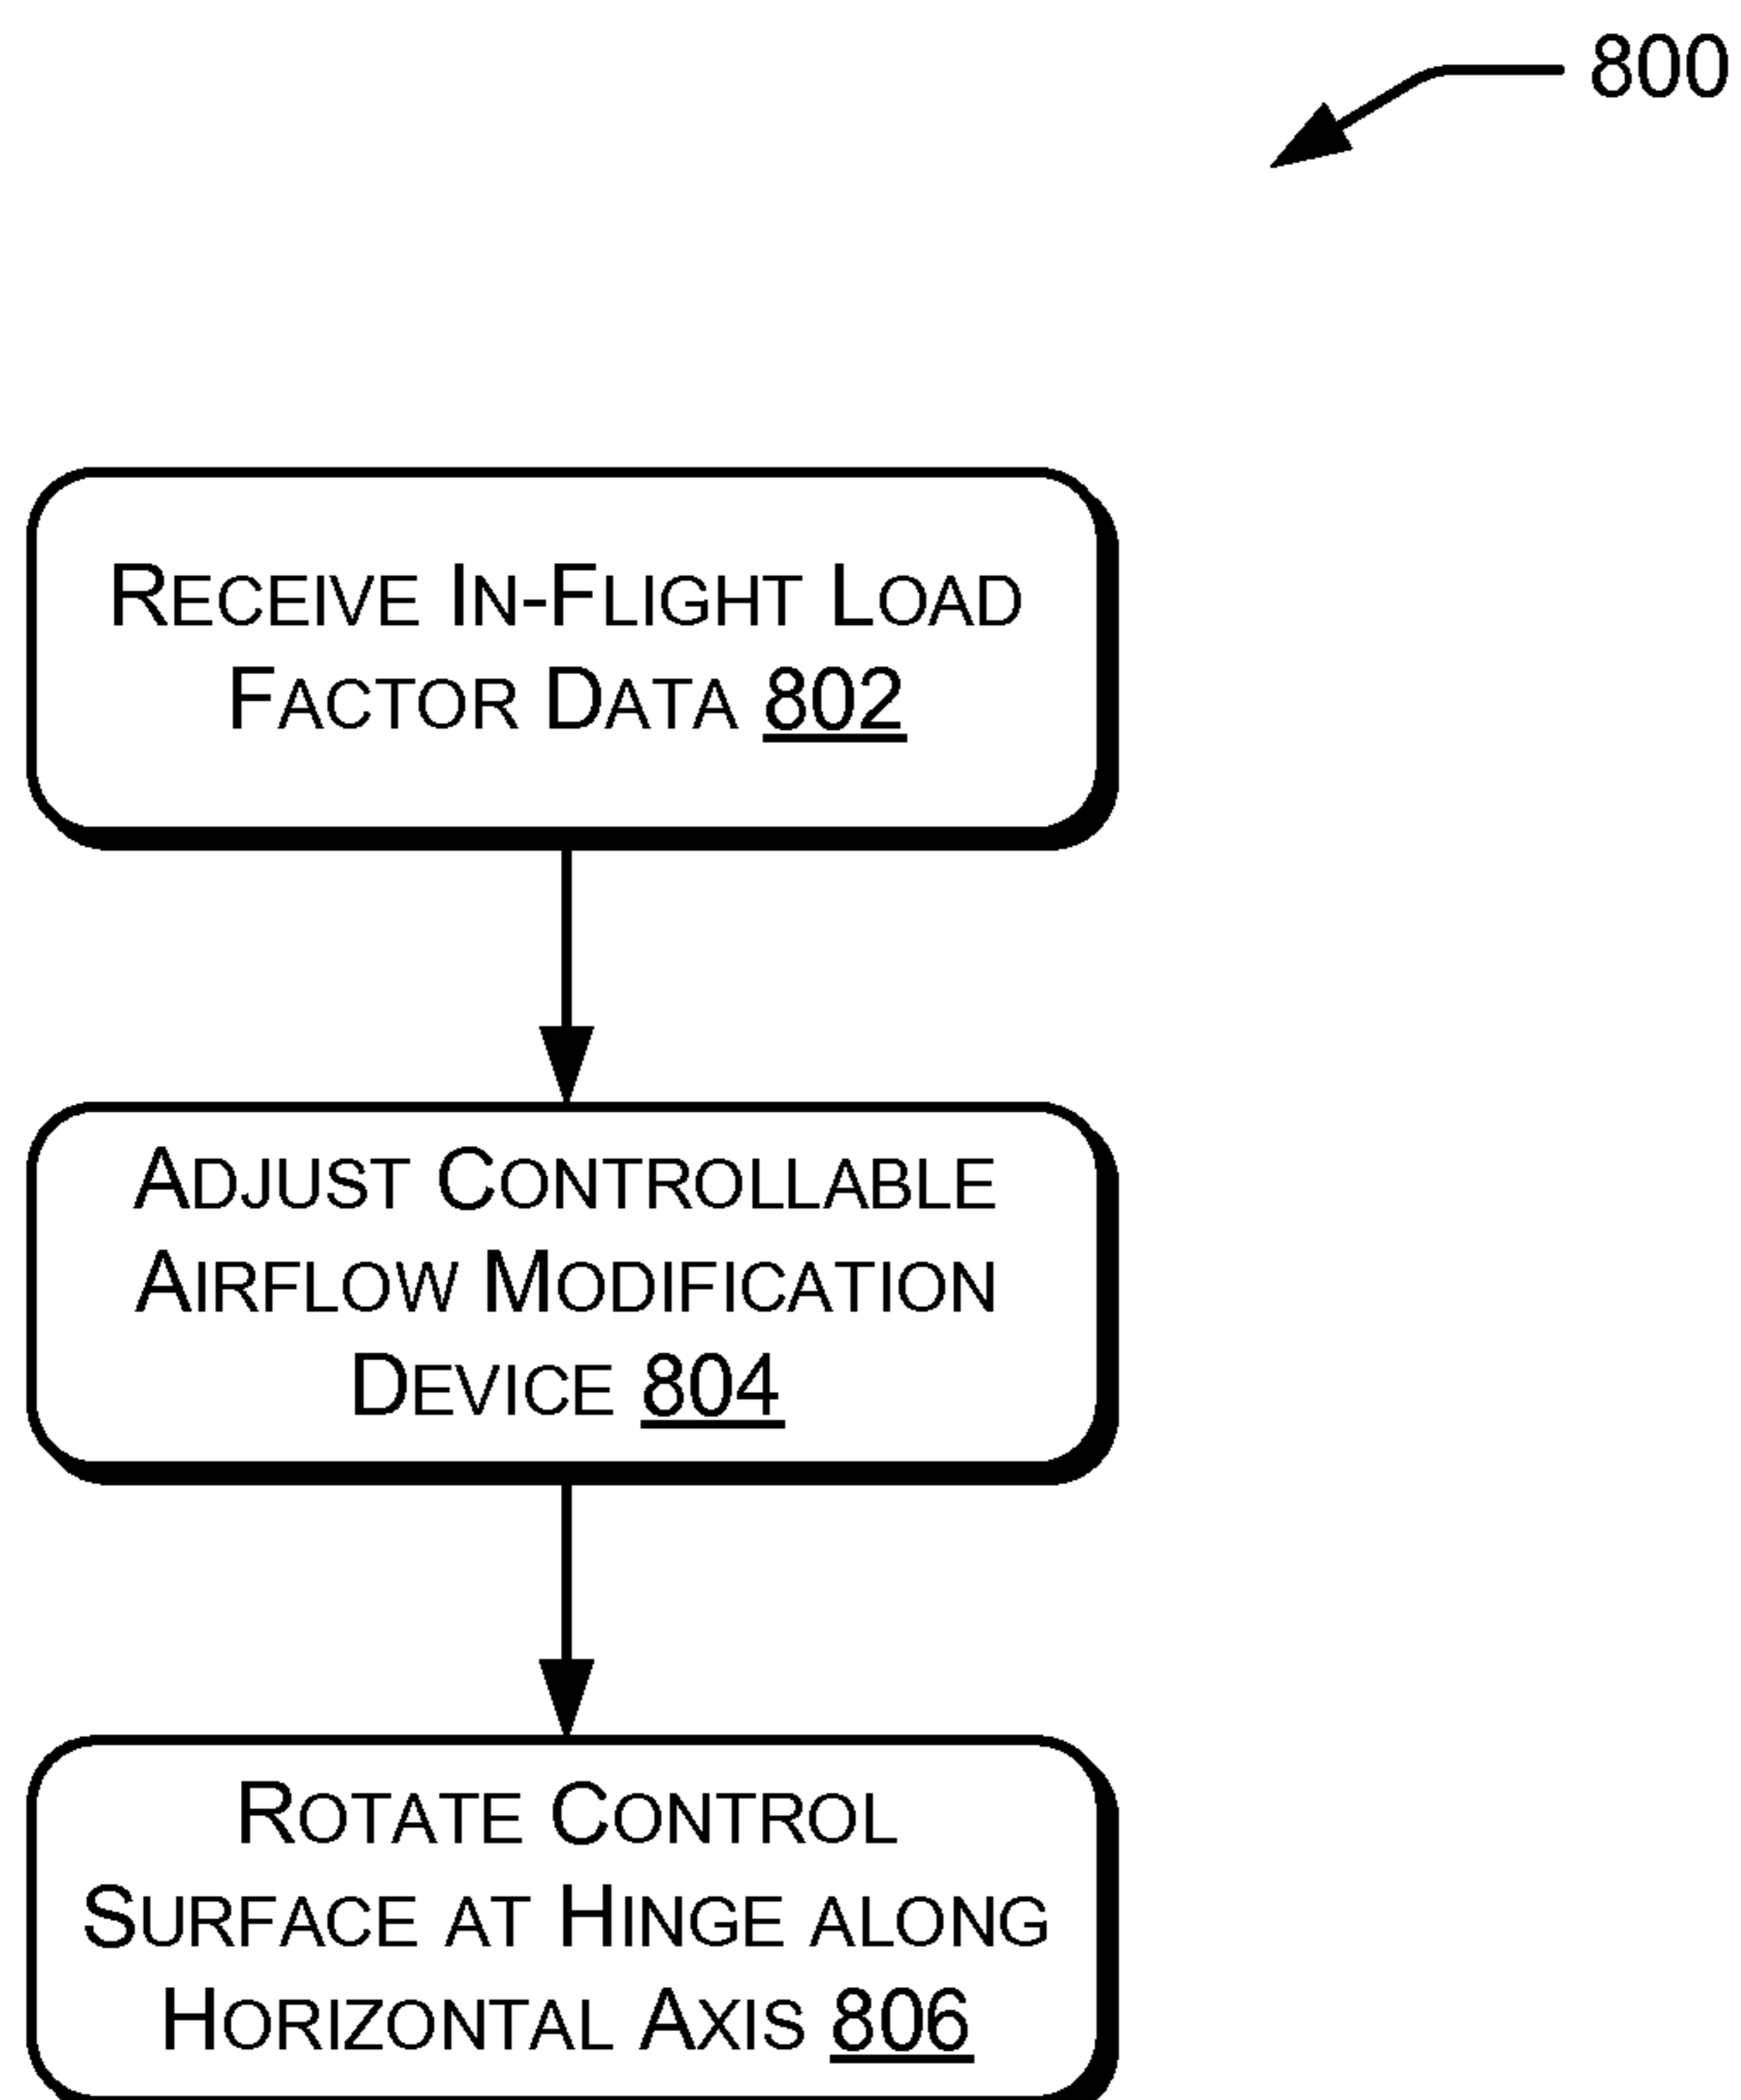 800
RECEIVE IN-FLIGHT LOAD
FACTOR DATA 802
ADJUST CONTROLLABLE
AIRFLOW MODIFICATION
DEVICE 804
ROTATE CONTROL
SURFACE AT HINGE ALONG
HORIZONTAL AXIS 806